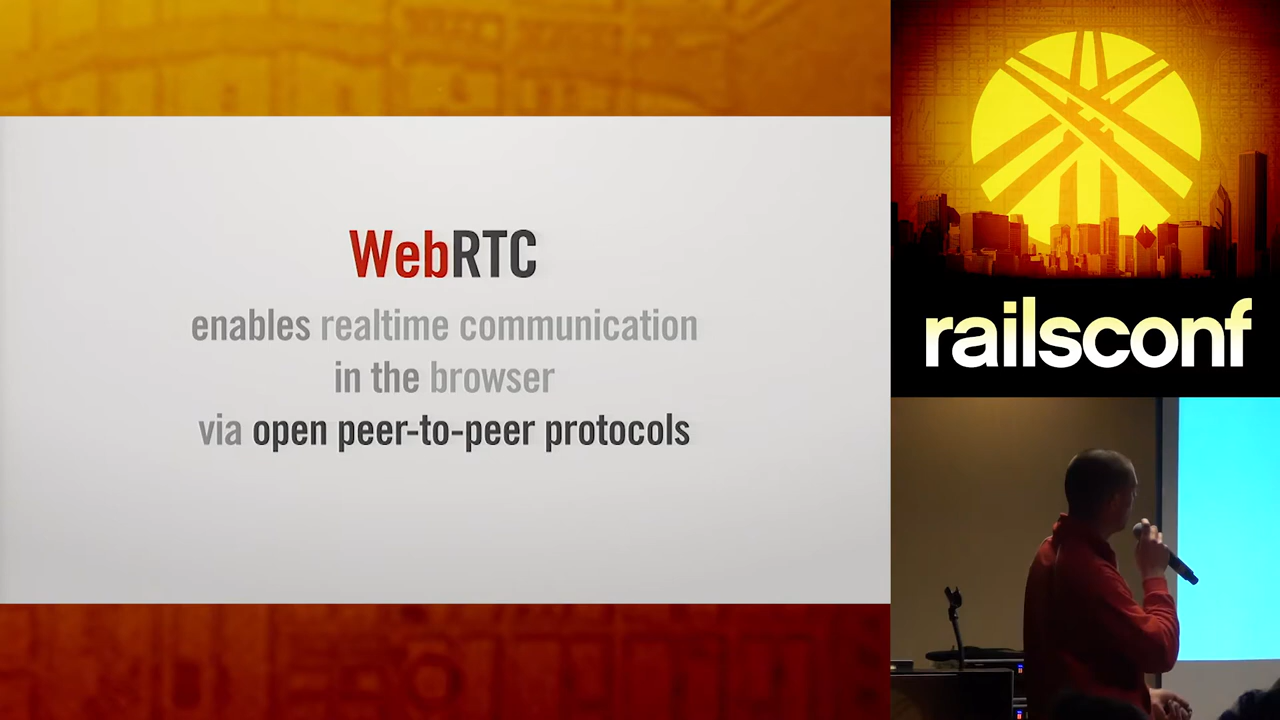 WebRTC
enables realtime communication
in the browser
via open peer-to-peer protocols
railsconf